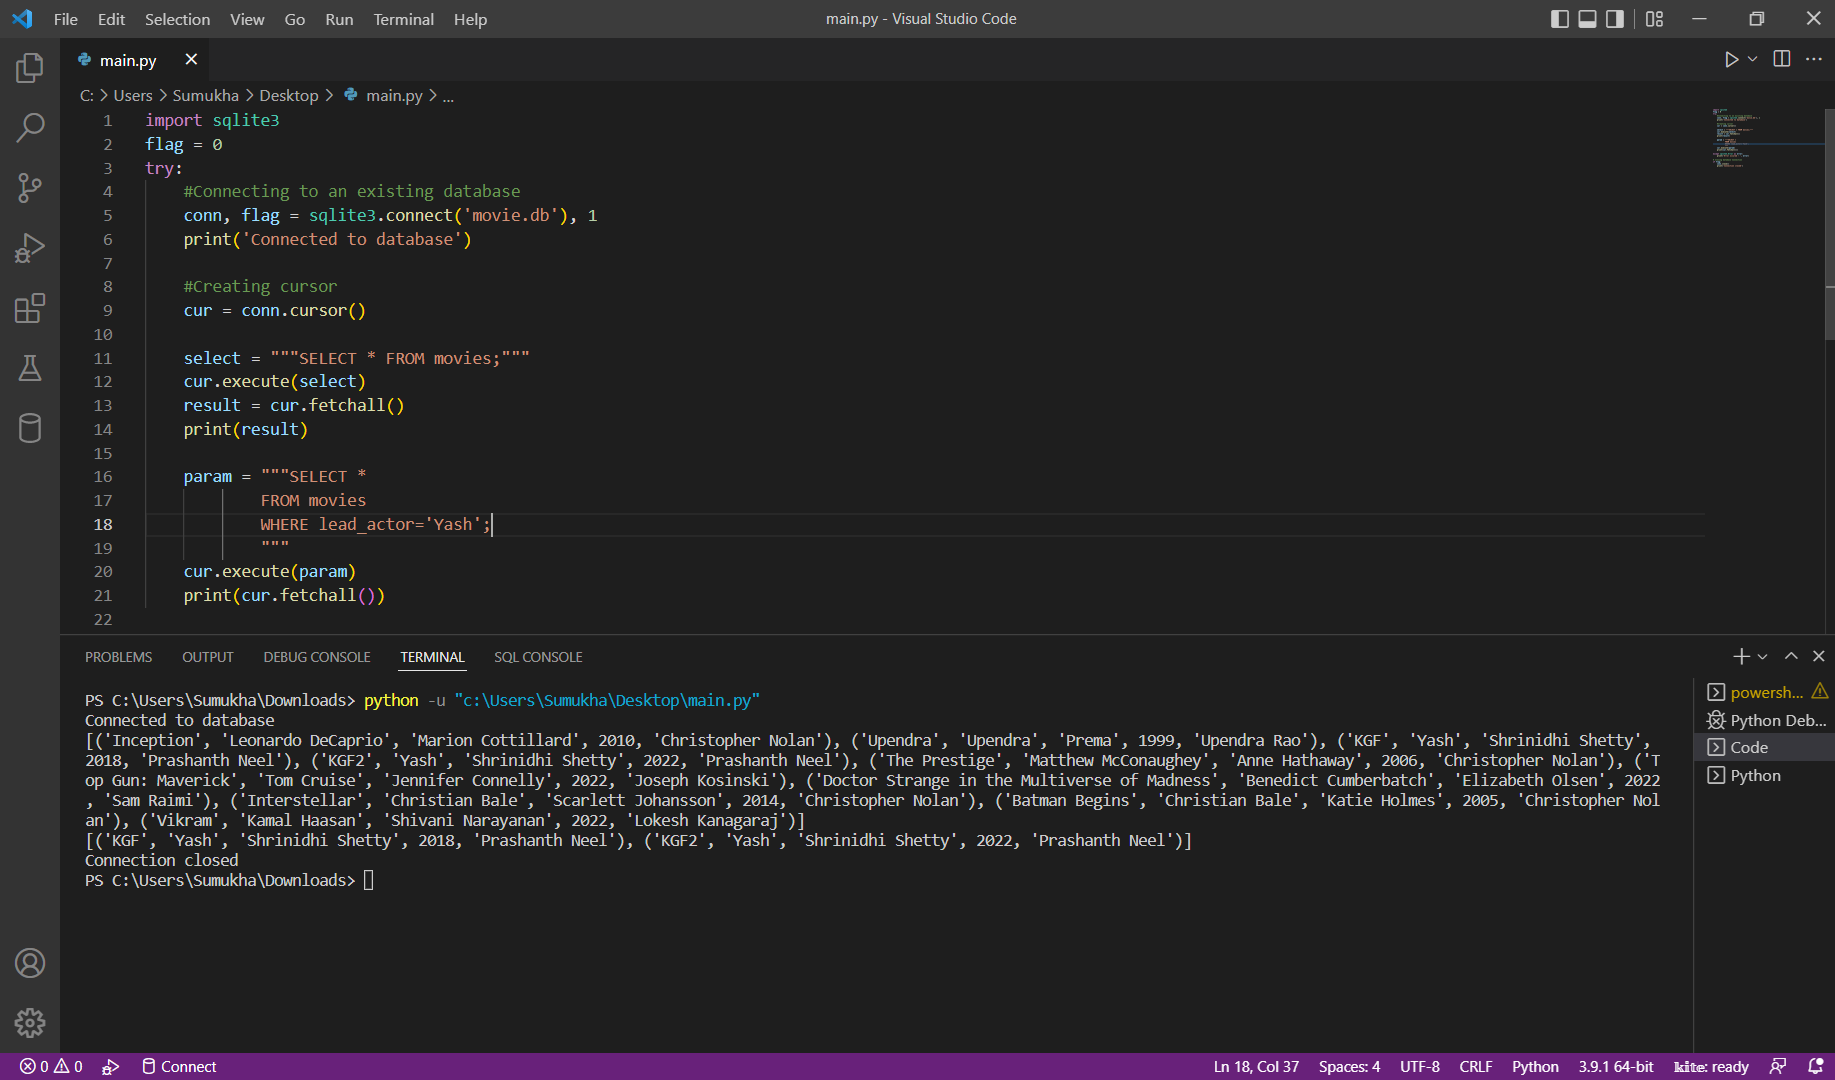 File Edit Selection View Go Run Terminal Help
main.py - Visual Studio Code
main.py
C: > Users > Sumukha > Desktop > main.py > ...
1 import sqlite3
2 flag = 0
3 try:
4 #Connecting to an existing database
5 conn, flag = sqlite3.connect('movie.db'), 1
6 print('Connected to database')
7
8 #Creating cursor
9 cur = conn.cursor()
10
11 select = """SELECT * FROM movies;"""
12 cur.execute(select)
13 result = cur.fetchall()
14 print(result)
15
16 param = """SELECT *
17 FROM movies
18 WHERE lead_actor='Yash';
19 """
20 cur.execute(param)
21 print(cur.fetchall())
22
PROBLEMS OUTPUT DEBUG CONSOLE TERMINAL SQL CONSOLE
PS C:\Users\Sumukha\Downloads> python -u "c:\Users\Sumukha\Desktop\main.py"
Connected to database
[('Inception', 'Leonardo DeCaprio', 'Marion Cottillard', 2010, 'Christopher Nolan'), ('Upendra', 'Upendra', 'Prema', 1999, 'Upendra Rao'), ('KGF', 'Yash', 'Shrinidhi Shetty',
2018, 'Prashanth Neel'), ('KGF2', 'Yash', 'Shrinidhi Shetty', 2022, 'Prashanth Neel'), ('The Prestige', 'Matthew McConaughey', 'Anne Hathaway', 2006, 'Christopher Nolan'), ('T
op Gun: Maverick', 'Tom Cruise', 'Jennifer Connelly', 2022, 'Joseph Kosinski'), ('Doctor Strange in the Multiverse of Madness', 'Benedict Cumberbatch', 'Elizabeth Olsen', 2022
, 'Sam Raimi'), ('Interstellar', 'Christian Bale', 'Scarlett Johansson', 2014, 'Christopher Nolan'), ('Batman Begins', 'Christian Bale', 'Katie Holmes', 2005, 'Christopher Nol
an'), ('Vikram', 'Kamal Haasan', 'Shivani Narayanan', 2022, 'Lokesh Kanagaraj')]
[('KGF', 'Yash', 'Shrinidhi Shetty', 2018, 'Prashanth Neel'), ('KGF2', 'Yash', 'Shrinidhi Shetty', 2022, 'Prashanth Neel')]
Connection closed
PS C:\Users\Sumukha\Downloads>
powersh...
Python Deb...
Code
Python
0 0 Connect
Ln 18, Col 37 Spaces: 4 UTF-8 CRLF Python 3.9.1 64-bit kite: ready